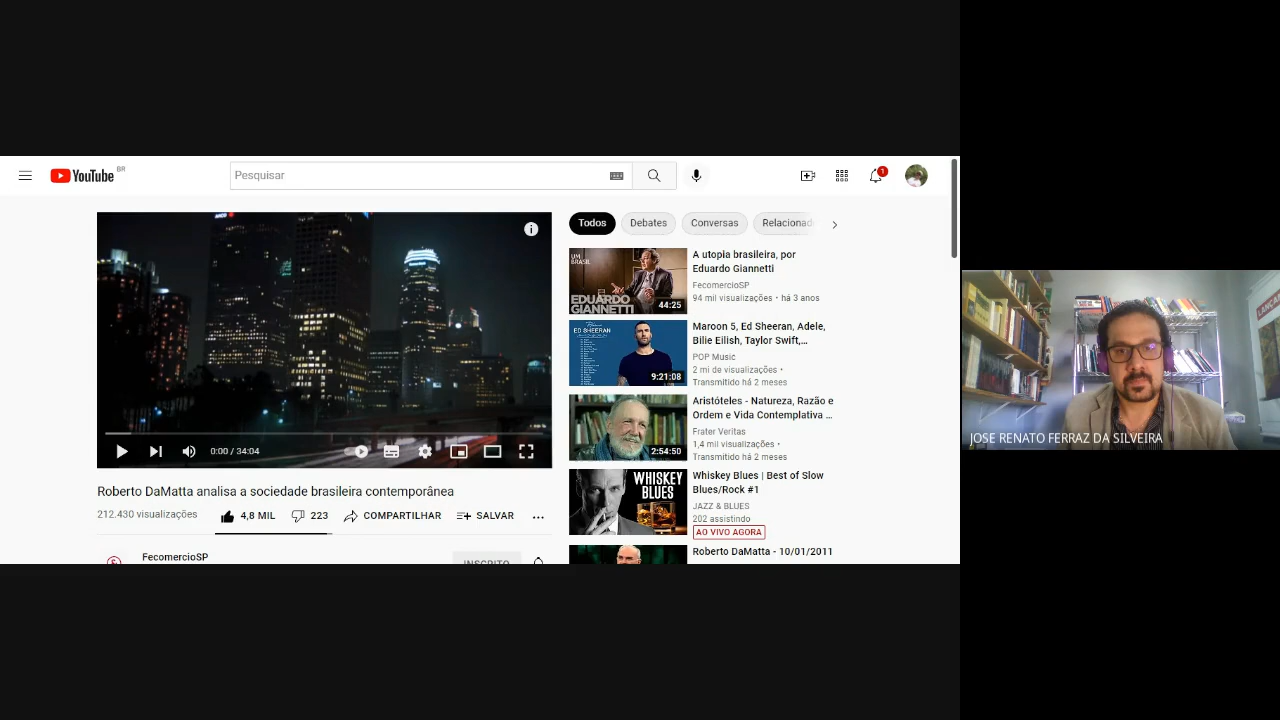 YouTube BR
Pesquisar
1
Todos
Debates
Conversas
Relacionad
UM BRASIL
EDUARDO
GIANNETTI
44:25
A utopia brasileira, por
Eduardo Giannetti
FecomercioSP
94 mil visualizações • há 3 anos
ED SHEERAN
9:21:08
Maroon 5, Ed Sheeran, Adele,
Bilie Eilish, Taylor Swift,...
POP Music
2 mi de visualizações •
Transmitido há 2 meses
2:54:50
Aristóteles - Natureza, Razão e
Ordem e Vida Contemplativa ...
Frater Veritas
1,4 mil visualizações •
Transmitido há 2 meses
WHISKEY
BLUES
Whiskey Blues | Best of Slow
Blues/Rock #1
JAZZ & BLUES
202 assistindo
AO VIVO AGORA
Roberto DaMatta - 10/01/2011
0:00 / 34:04
Roberto DaMatta analisa a sociedade brasileira contemporânea
212.430 visualizações
4,8 MIL
223
COMPARTILHAR
SALVAR
FecomercioSP
INSCRITO
JOSE RENATO FERRAZ DA SILVEIRA